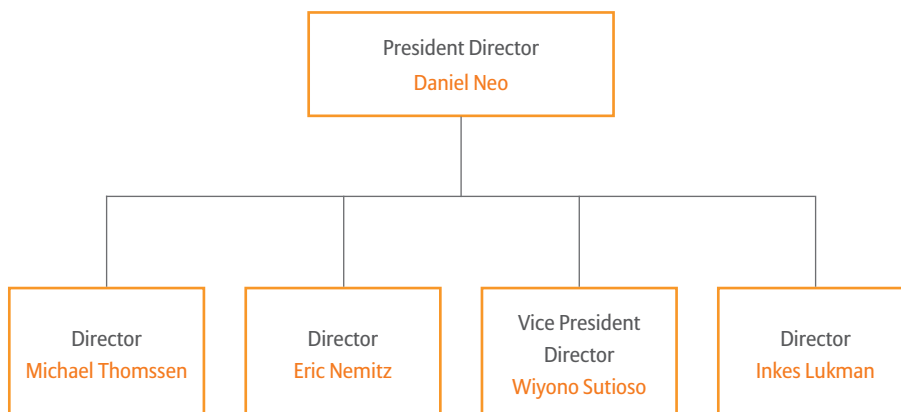 President Director
Daniel Neo
Director
Michael Thomssen
Director
Eric Nemitz
Vice President
Director
Wiyono Sutioso
Director
Inkes Lukman